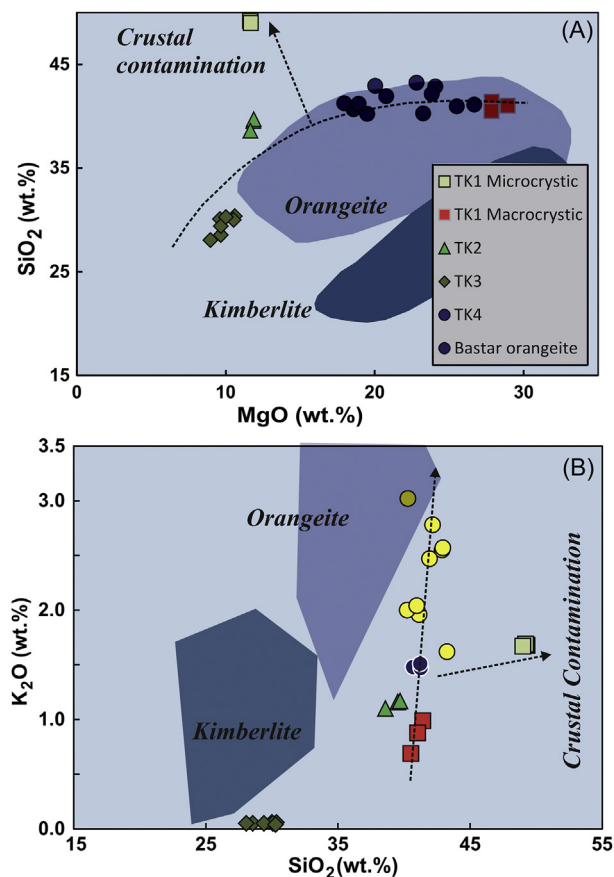 (A)
Crustal
contamination
SiO2 (wt.%)
45
35
25
15
0
10
20
30
MgO (wt.%)
Orangeite
Kimberlite
TK1 Microcrystic
TK1 Macrocrystic
TK2
TK3
TK4
Bastar orangeite
(B)
K2O (wt.%)
3.5
3.0
2.0
1.0
0.0
15
25
35
45
55
SiO2(wt.%)
Orangeite
Kimberlite
Crustal Contamination